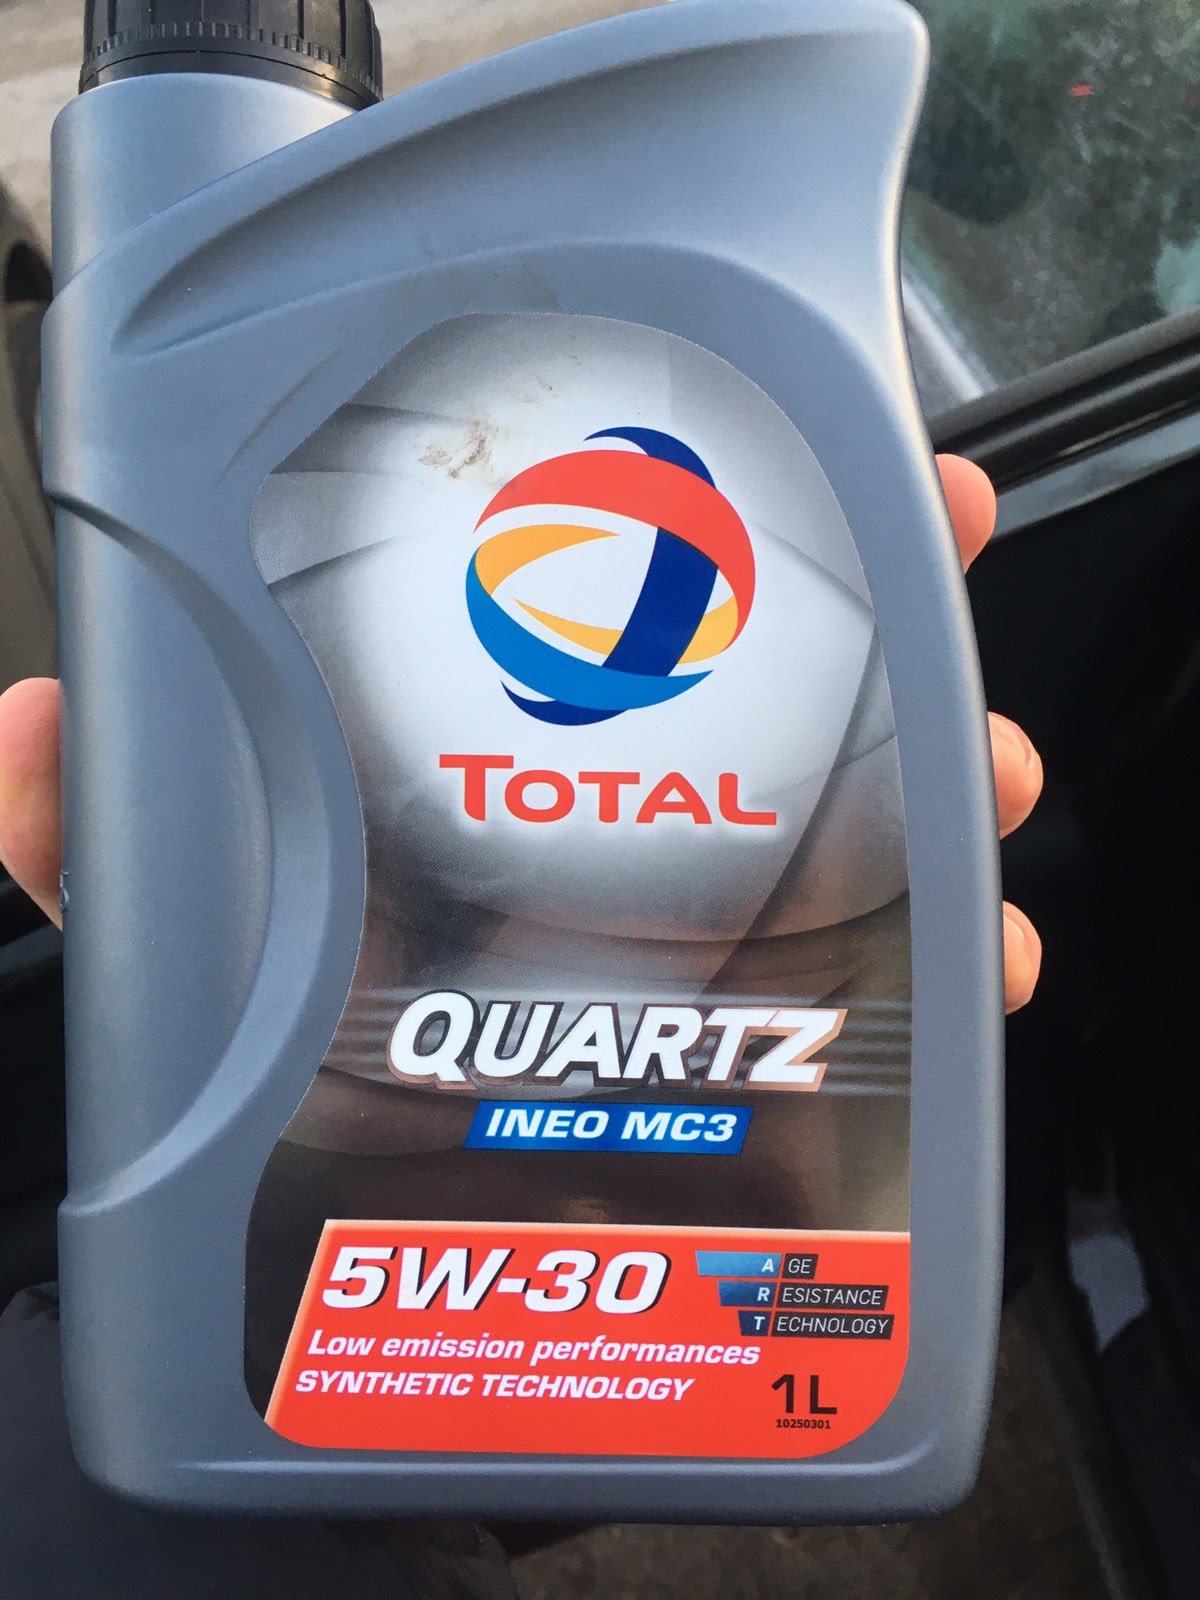 TOTAL
QUARTZ
INEO MC3
5W-30
AGE
RESISTANCE
TECHNOLOGY
Low emission performances
SYNTHETIC TECHNOLOGY
1L
10250301